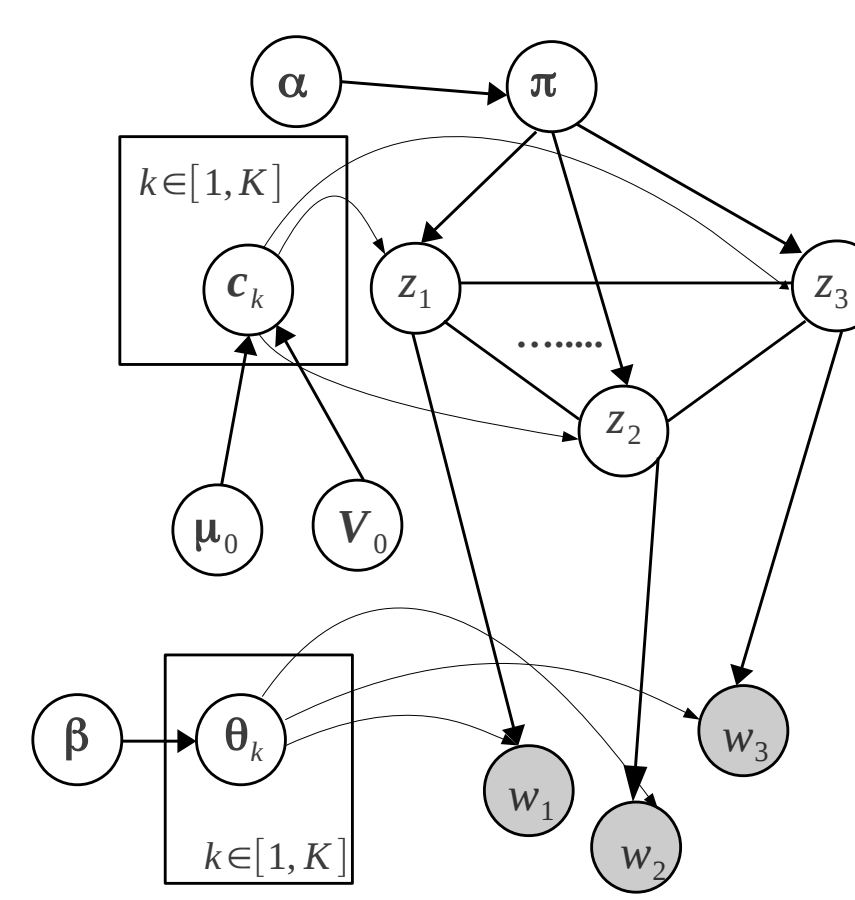 α
π
k∈[1,K]
c_k
z_1
z_3
........
z_2
μ_0
V_0
β
θ_k
w_3
w_1
k∈[1,K]
w_2